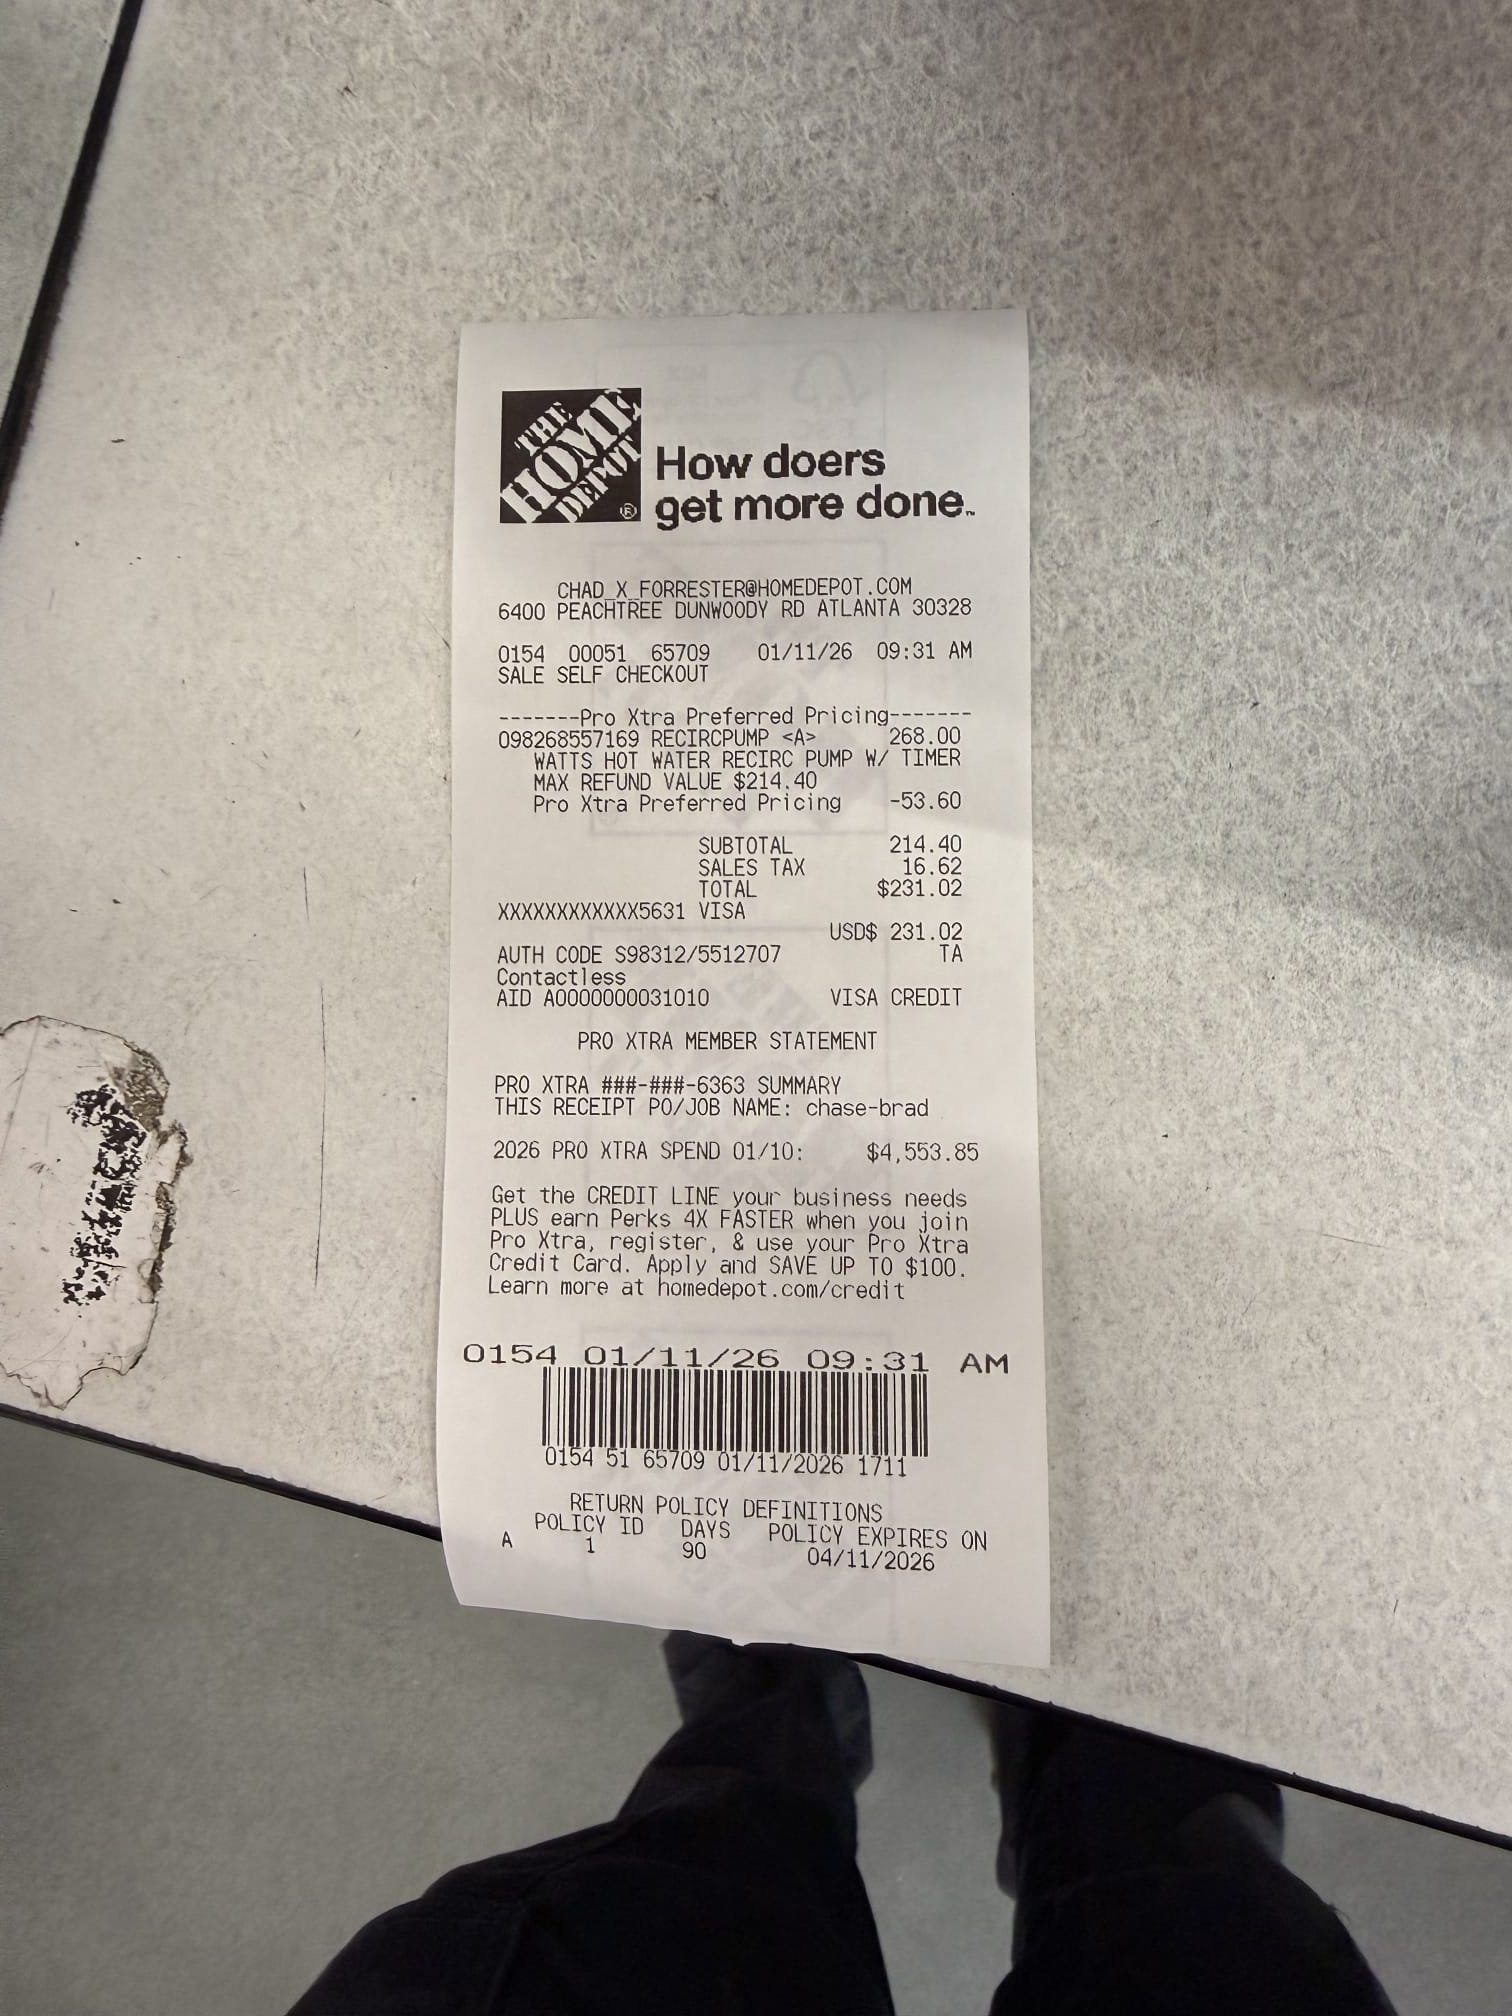 THE
HOME
DEPOT
®
How doers
get more done.™
CHAD_X_FORRESTER@HOMEDEPOT.COM
6400 PEACHTREE DUNWOODY RD ATLANTA 30328
0154 00051 65709 01/11/26 09:31 AM
SALE SELF CHECKOUT
-------Pro Xtra Preferred Pricing-------
098268557169 RECIRCPUMP <A> 268.00
WATTS HOT WATER RECIRC PUMP W/ TIMER
MAX REFUND VALUE $214.40
Pro Xtra Preferred Pricing -53.60
SUBTOTAL 214.40
SALES TAX 16.62
TOTAL $231.02
XXXXXXXXXXXX5631 VISA
USD$ 231.02
AUTH CODE S98312/5512707 TA
Contactless
AID A0000000031010 VISA CREDIT
PRO XTRA MEMBER STATEMENT
PRO XTRA ###-###-6363 SUMMARY
THIS RECEIPT PO/JOB NAME: chase-brad
2026 PRO XTRA SPEND 01/10: $4,553.85
Get the CREDIT LINE your business needs
PLUS earn Perks 4X FASTER when you join
Pro Xtra, register, & use your Pro Xtra
Credit Card. Apply and SAVE UP TO $100.
Learn more at homedepot.com/credit
0154 01/11/26 09:31 AM
0154 51 65709 01/11/2026 1711
RETURN POLICY DEFINITIONS
POLICY ID DAYS POLICY EXPIRES ON
A 1 90 04/11/2026